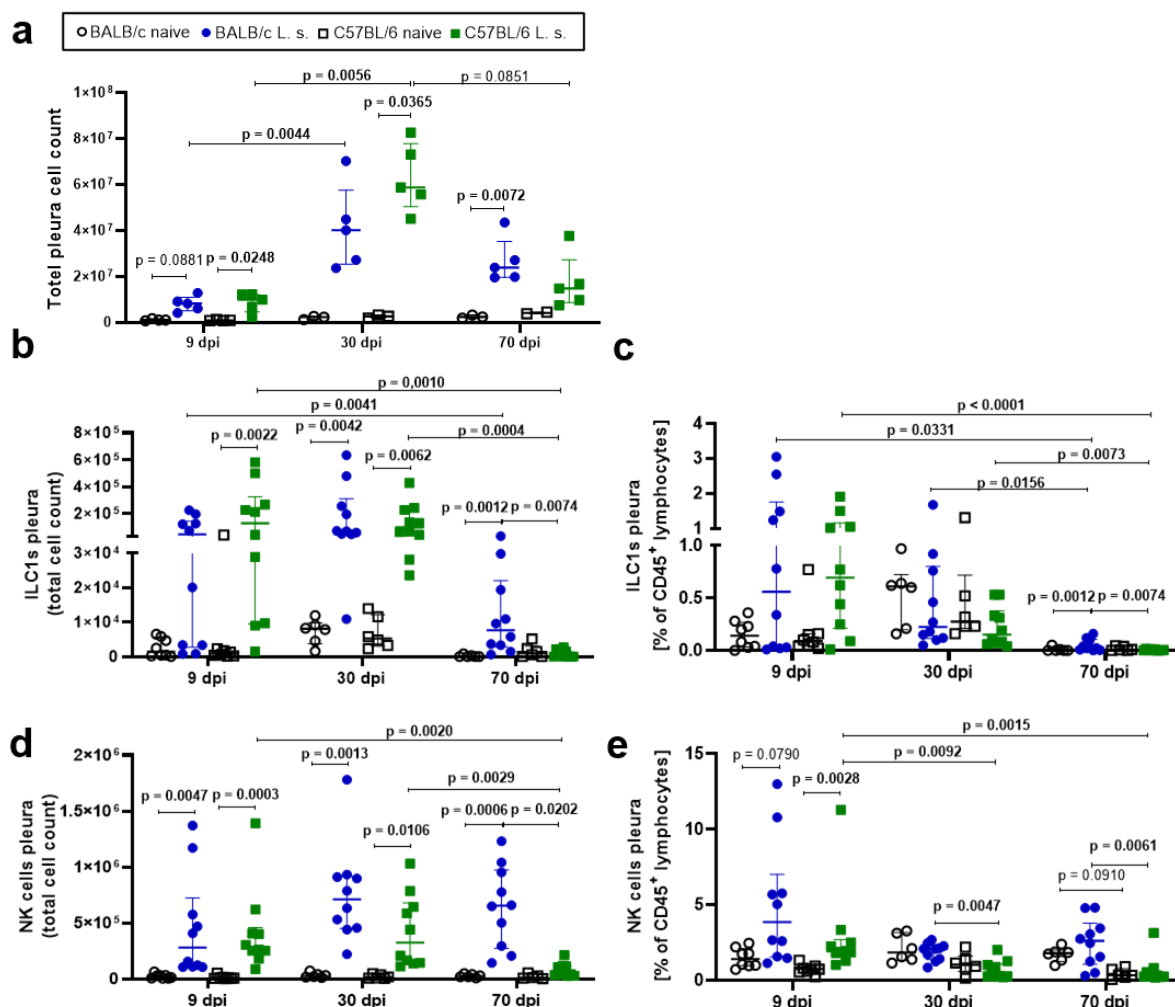 a
BALB/c naive BALB/c L. s. C57BL/6 naive C57BL/6 L. s.
p = 0.0056
p = 0.0851
p = 0.0365
p = 0.0044
p = 0.0072
p = 0.0881
p = 0.0248
1×10⁸
8×10⁷
6×10⁷
4×10⁷
2×10⁷
0
Totel pleura cell count
9 dpi 30 dpi 70 dpi
b
p = 0,0010
p = 0.0041
p = 0.0022
p = 0.0042
p = 0.0004
p = 0.0062
p = 0.0012
p = 0.0074
8×10⁵
6×10⁵
4×10⁵
2×10⁵
3×10⁴
2×10⁴
1×10⁴
0
ILC1s pleura
(total cell count)
9 dpi 30 dpi 70 dpi
c
p < 0.0001
p = 0.0331
p = 0.0073
p = 0.0156
p = 0.0012
p = 0.0074
4
3
2
1
1.0
0.5
0.0
ILC1s pleura
[% of CD45⁺ lymphocytes]
9 dpi 30 dpi 70 dpi
d
p = 0.0020
p = 0.0013
p = 0.0029
p = 0.0047
p = 0.0003
p = 0.0006
p = 0.0202
p = 0.0106
2×10⁶
1.5×10⁶
1×10⁶
5×10⁵
0
NK cells pleura
(total cell count)
9 dpi 30 dpi 70 dpi
e
p = 0.0015
p = 0.0092
p = 0.0790
p = 0.0028
p = 0.0061
p = 0.0910
p = 0.0047
15
10
5
0
NK cells pleura
[% of CD45⁺ lymphocytes]
9 dpi 30 dpi 70 dpi